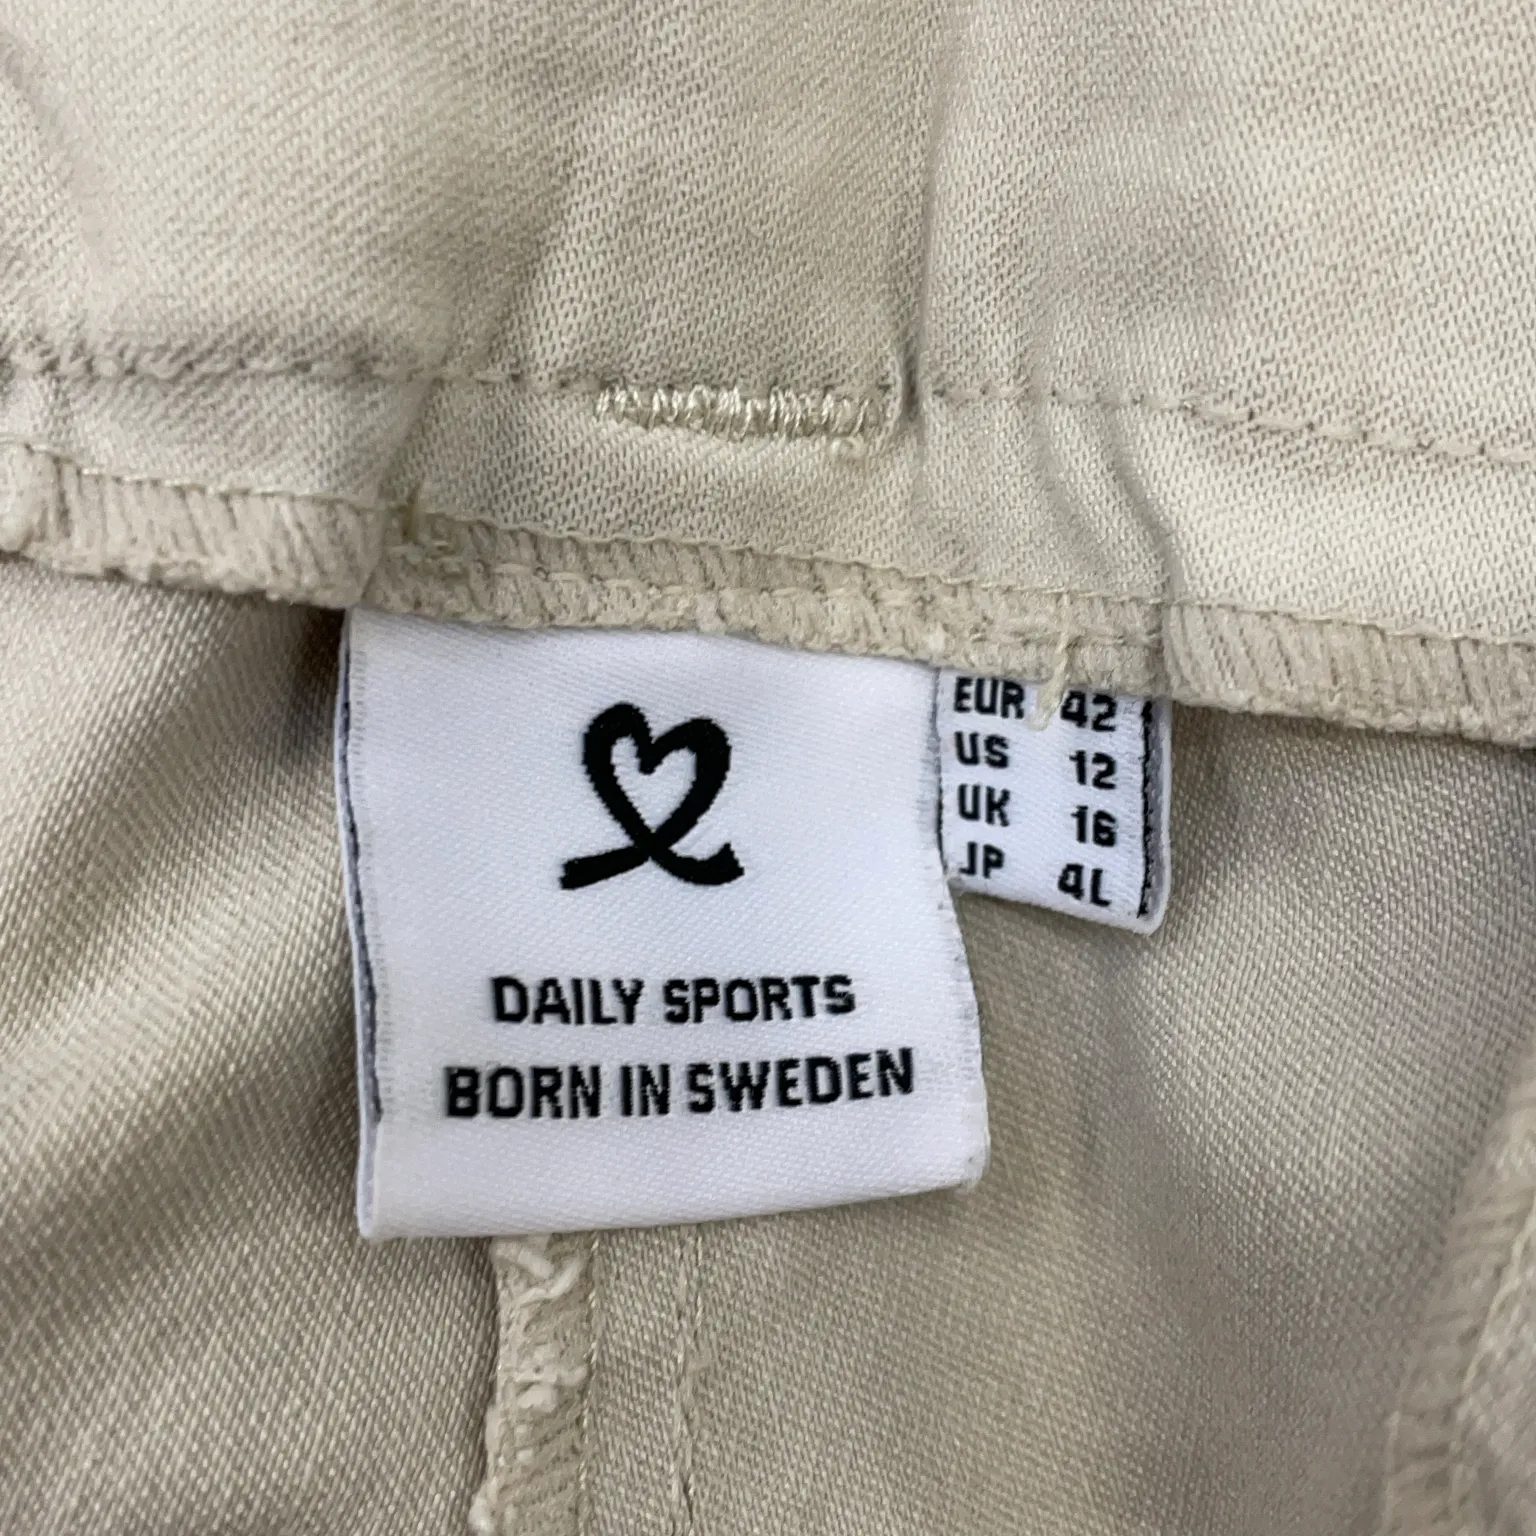 DAILY SPORTS
BORN IN SWEDEN
EUR 42
US 12
UK 16
JP 4L